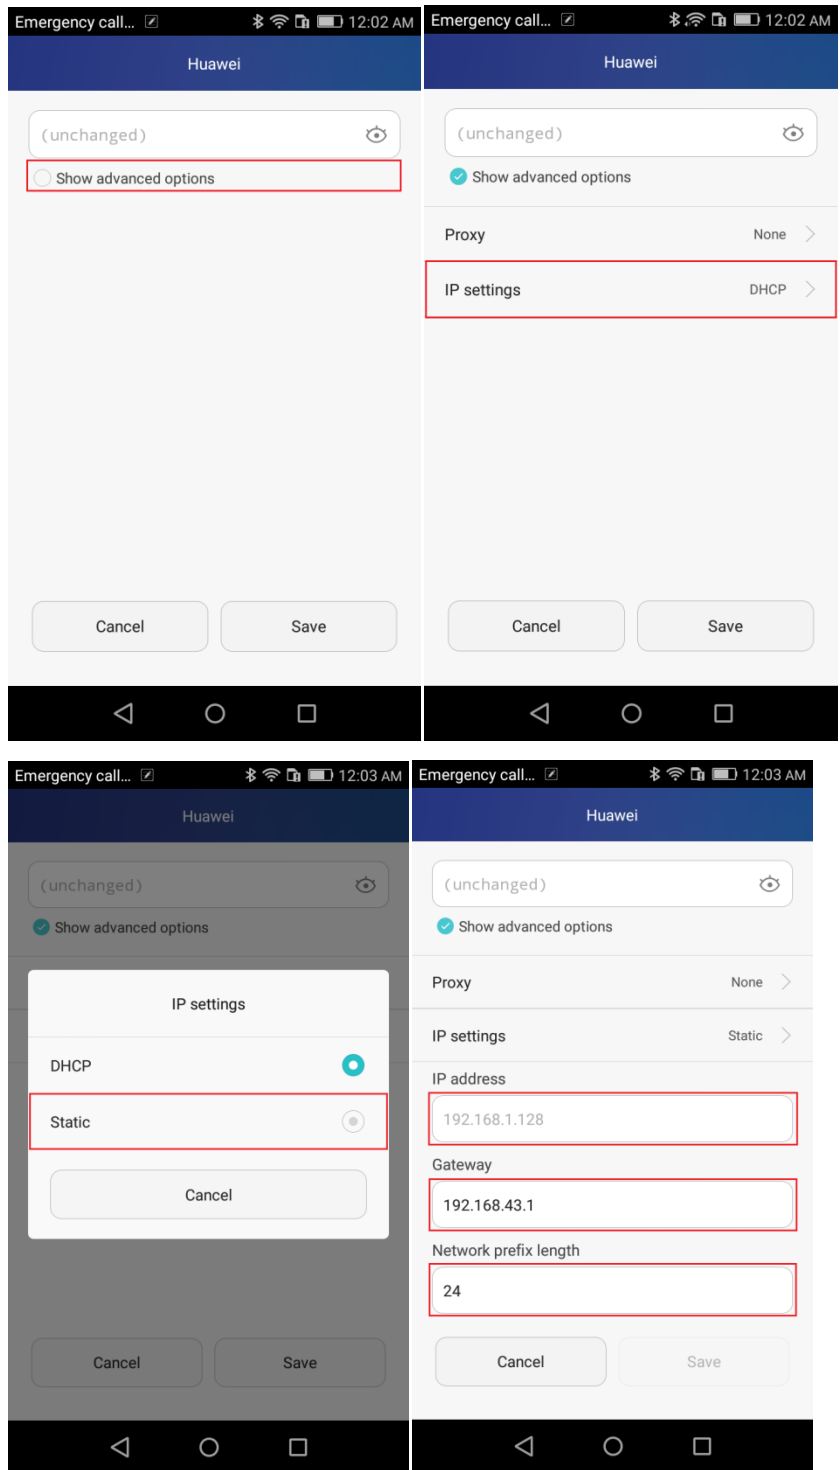 Emergency call... 12:02 AM
Huawei
(unchanged)
Show advanced options
Cancel Save
Emergency call... 12:02 AM
Huawei
(unchanged)
Show advanced options
Proxy None
IP settings DHCP
Cancel Save
Emergency call... 12:03 AM
Huawei
(unchanged)
Show advanced options
IP settings
DHCP
Static
Cancel
Cancel Save
Emergency call... 12:03 AM
Huawei
(unchanged)
Show advanced options
Proxy None
IP settings Static
IP address
192.168.1.128
Gateway
192.168.43.1
Network prefix length
24
Cancel Save